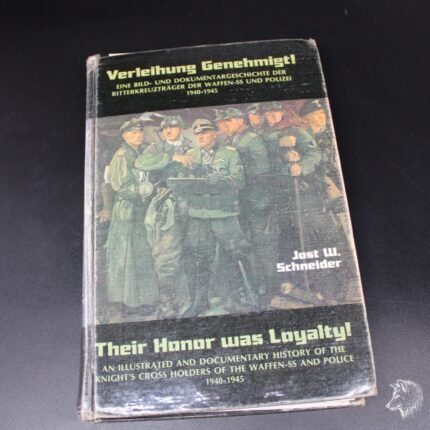 Verleihung Genehmigt!
EINE BILD- UND DOKUMENTARGESCHICHTE DER
RITTERKREUZTRÄGER DER WAFFEN-SS UND POLIZEI
1940-1945
Jost W.
Schneider
Their Honor was Loyalty!
AN ILLUSTRATED AND DOCUMENTARY HISTORY OF THE
KNIGHT'S CROSS HOLDERS OF THE WAFFEN-SS AND POLICE
1940-1945